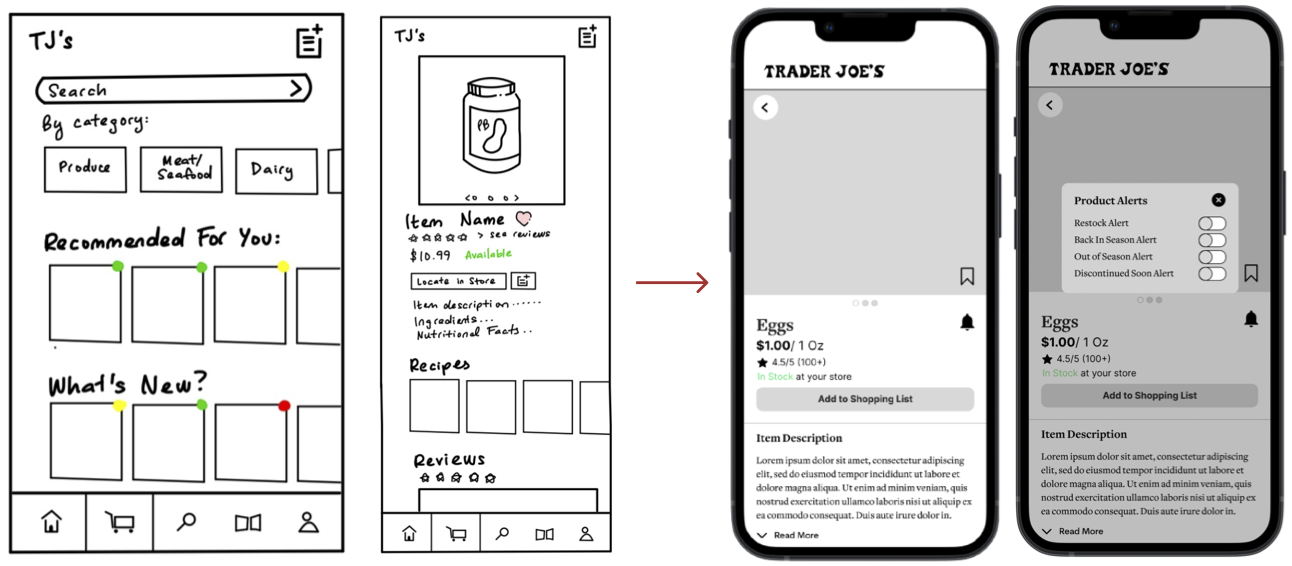 TJ's
Search
By category:
Produce
Meat/
Seafood
Dairy
Recommended For You:
What's New?
TJ's
PB
Item Name
> see reviews
$10.99 Available
Locate in Store
Item description......
Ingredients...
Nutritional Facts..
Recipes
Reviews
TRADER JOE'S
Eggs
$1.00/ 1 Oz
4.5/5 (100+)
In Stock at your store
Add to Shopping List
Item Description
Lorem ipsum dolor sit amet, consectetur adipiscing
elit, sed do eiusmod tempor incididunt ut labore et
dolore magna aliqua. Ut enim ad minim veniam, quis
nostrud exercitation ullamco laboris nisi ut aliquip ex
ea commodo consequat. Duis aute irure dolor in.
Read More
TRADER JOE'S
Product Alerts
Restock Alert
Back In Season Alert
Out of Season Alert
Discontinued Soon Alert
Eggs
$1.00/ 1 Oz
4.5/5 (100+)
In Stock at your store
Add to Shopping List
Item Description
Lorem ipsum dolor sit amet, consectetur adipiscing
elit, sed do eiusmod tempor incididunt ut labore et
dolore magna aliqua. Ut enim ad minim veniam, quis
nostrud exercitation ullamco laboris nisi ut aliquip ex
ea commodo consequat. Duis aute irure dolor in.
Read More